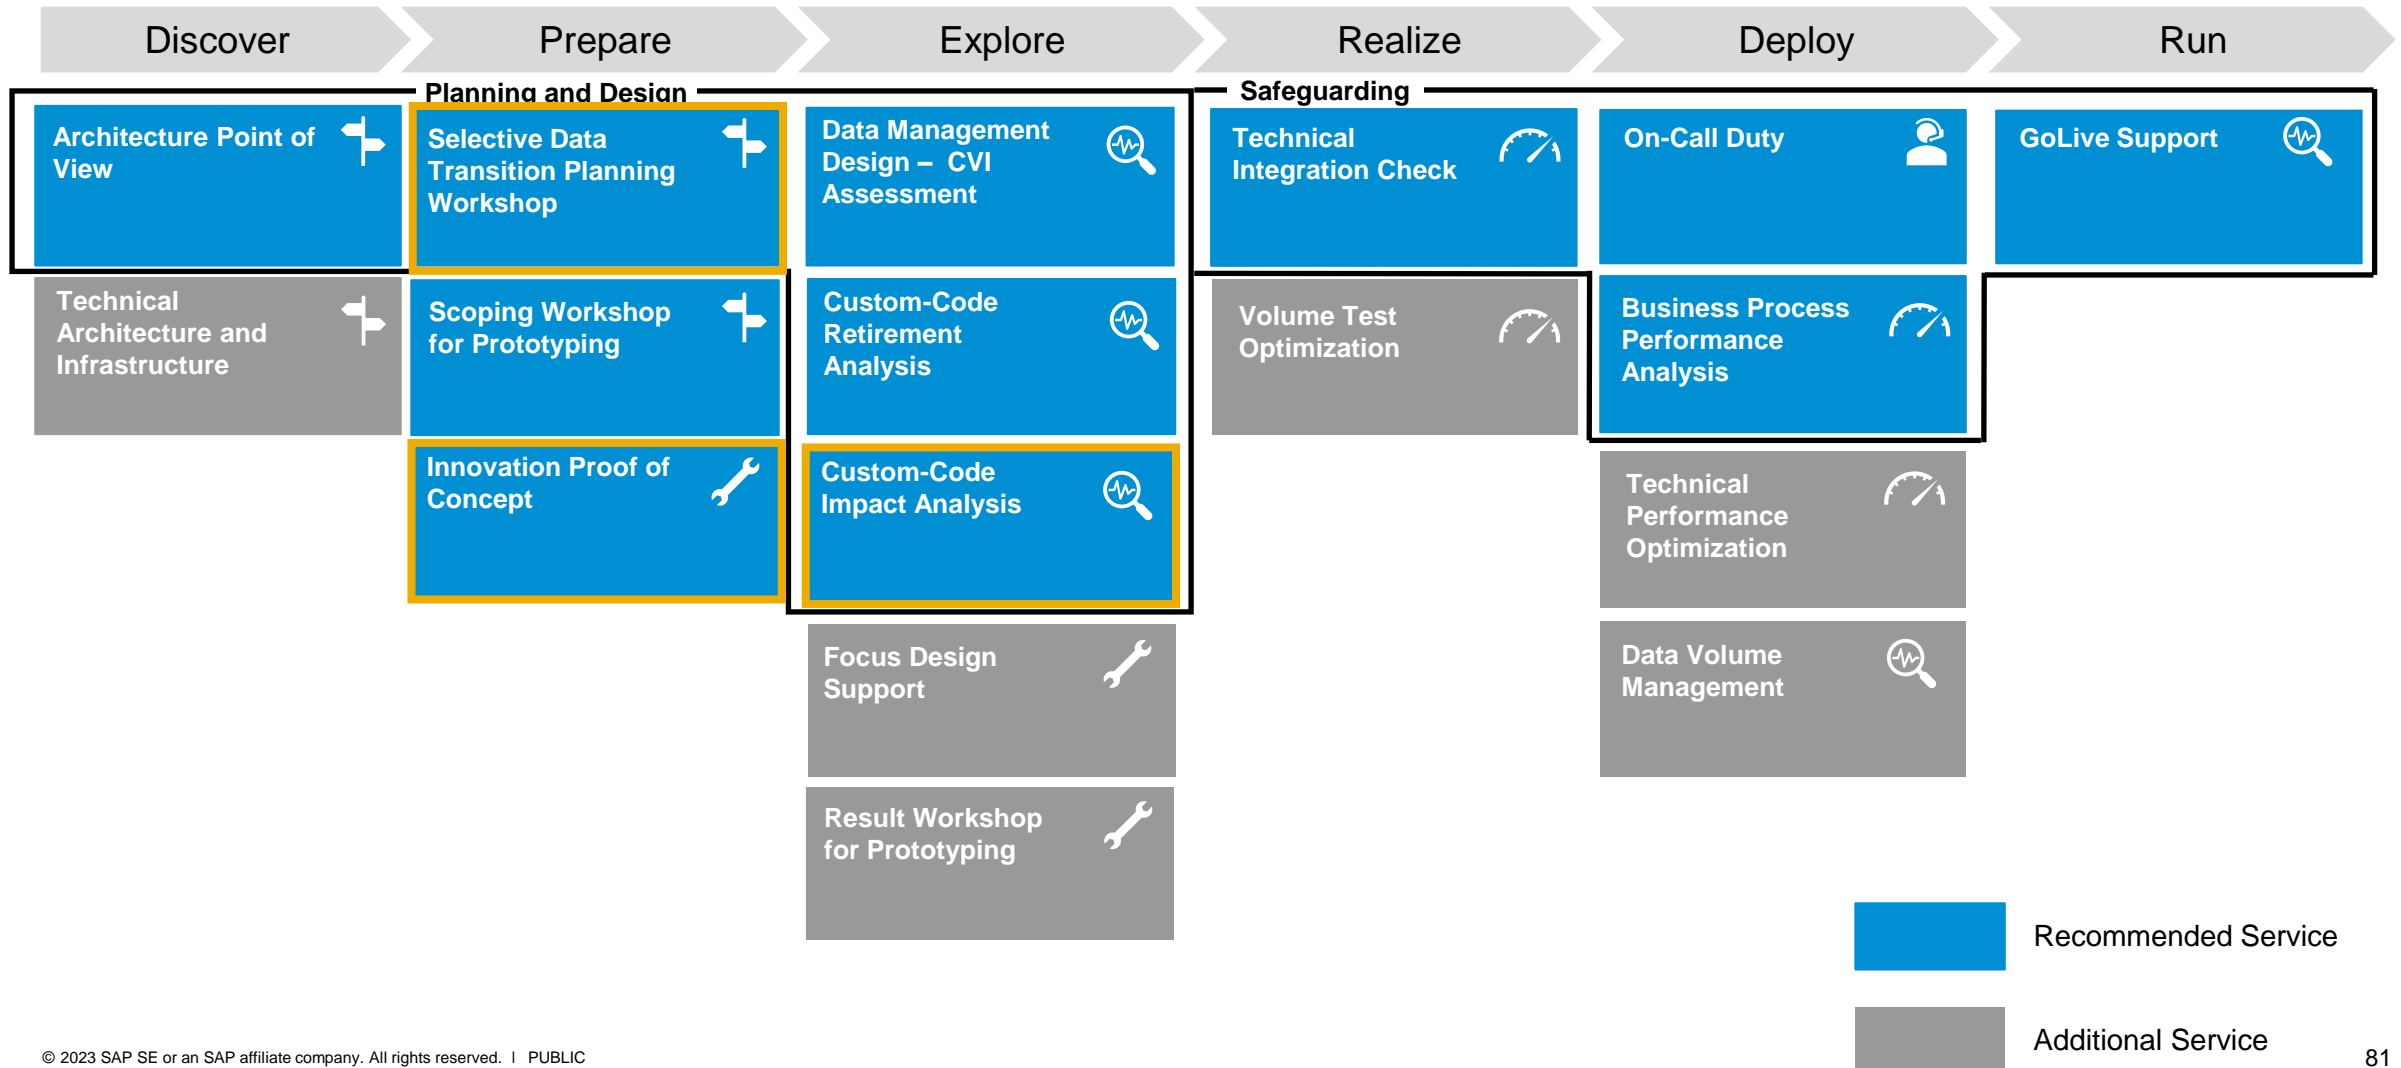 Discover
Prepare
Explore
Realize
Deploy
Run
Planning and Design
Safeguarding
Architecture Point of
View
Selective Data
Transition Planning
Workshop
Data Management
Design – CVI
Assessment
Technical
Integration Check
On-Call Duty
GoLive Support
Technical
Architecture and
Infrastructure
Scoping Workshop
for Prototyping
Custom-Code
Retirement
Analysis
Volume Test
Optimization
Business Process
Performance
Analysis
Innovation Proof of
Concept
Custom-Code
Impact Analysis
Technical
Performance
Optimization
Focus Design
Support
Data Volume
Management
Result Workshop
for Prototyping
Recommended Service
Additional Service
© 2023 SAP SE or an SAP affiliate company. All rights reserved. ǀ PUBLIC
81